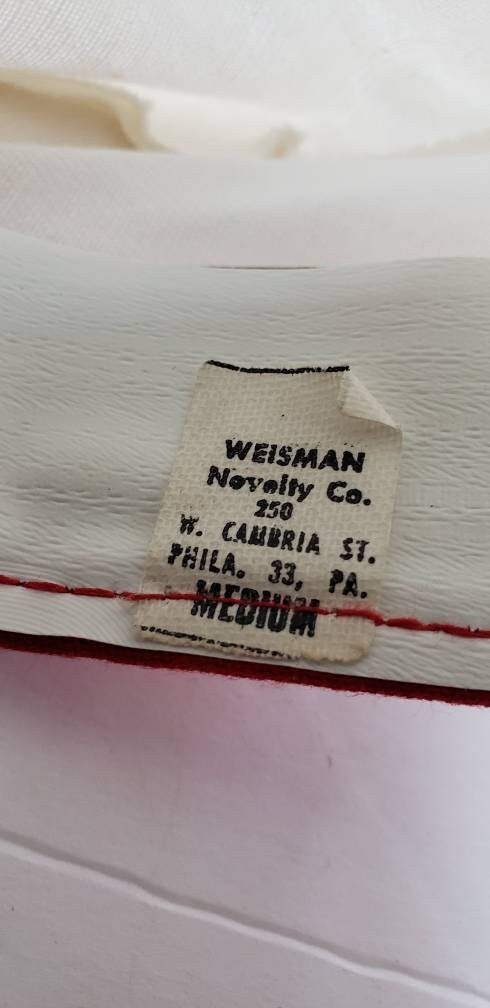 WEISMAN
Novelty Co.
250
W. CAMBRIA ST.
PHILA. 33, PA.
MEDIUM